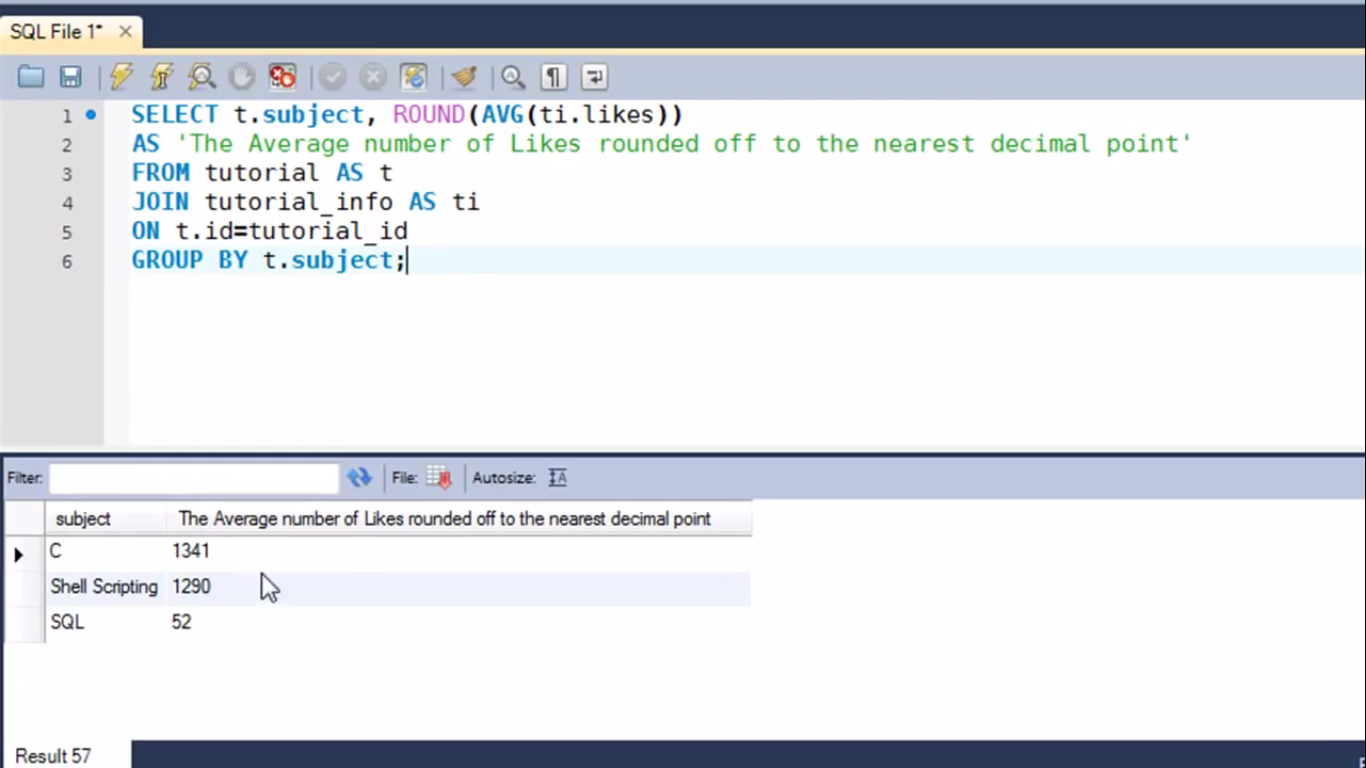 SQL File 1*
1 SELECT t.subject, ROUND(AVG(ti.likes))
2 AS 'The Average number of Likes rounded off to the nearest decimal point'
3 FROM tutorial AS t
4 JOIN tutorial_info AS ti
5 ON t.id=tutorial_id
6 GROUP BY t.subject;
Filter: File: Autosize:
subject The Average number of Likes rounded off to the nearest decimal point
C 1341
Shell Scripting 1290
SQL 52
Result 57